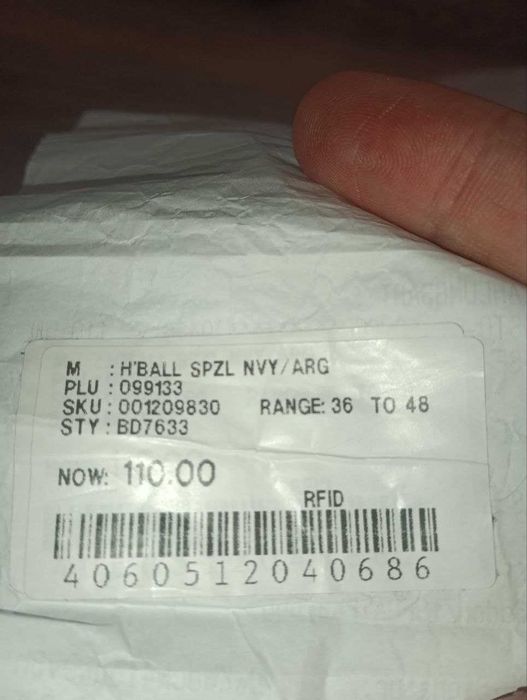 M : H'BALL SPZL NVY/ARG
PLU : 099133
SKU : 001209830 RANGE: 36 TO 48
STY : BD7633
NOW: 110.00
RFID
4060512040686